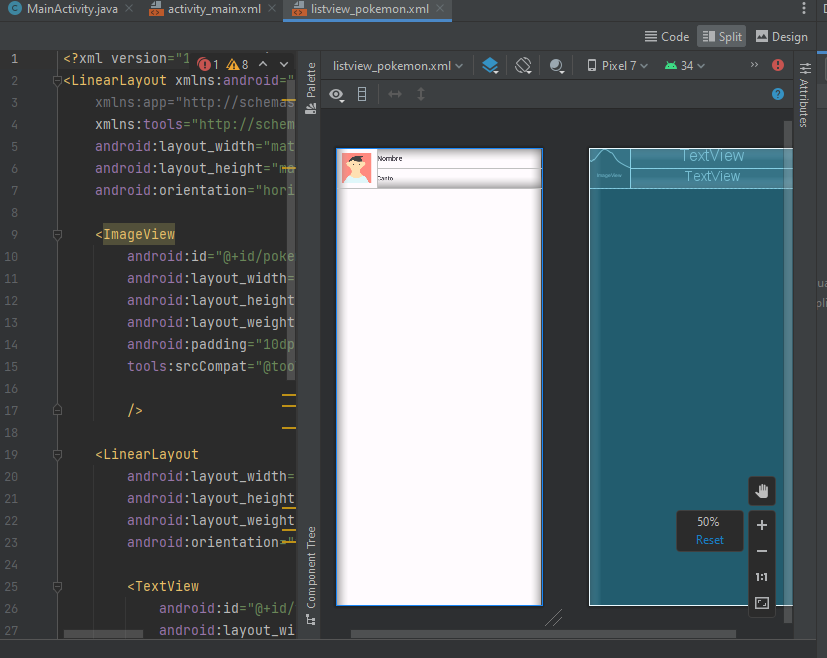 MainActivity.java activity_main.xml listview_pokemon.xml
Code Split Design
1 <?xml version="1 1 8
2 <LinearLayout xmlns:android="
3 xmlns:app="http://schemas
4 xmlns:tools="http://schem
5 android:layout_width="mat
6 android:layout_height="ma
7 android:orientation="hori
8
9 <ImageView
10 android:id="@+id/poke
11 android:layout_width=
12 android:layout_height
13 android:layout_weight
14 android:padding="10dp
15 tools:srcCompat="@too
16
17 />
18
19 <LinearLayout
20 android:layout_width=
21 android:layout_height
22 android:layout_weight
23 android:orientation="
24
25 <TextView
26 android:id="@+id/
27 android:layout_wi
Palette
Component Tree
listview_pokemon.xml Pixel 7 34
Nombre
Canto
TextView
TextView
ImageView
50%
Reset
1:1
Attributes